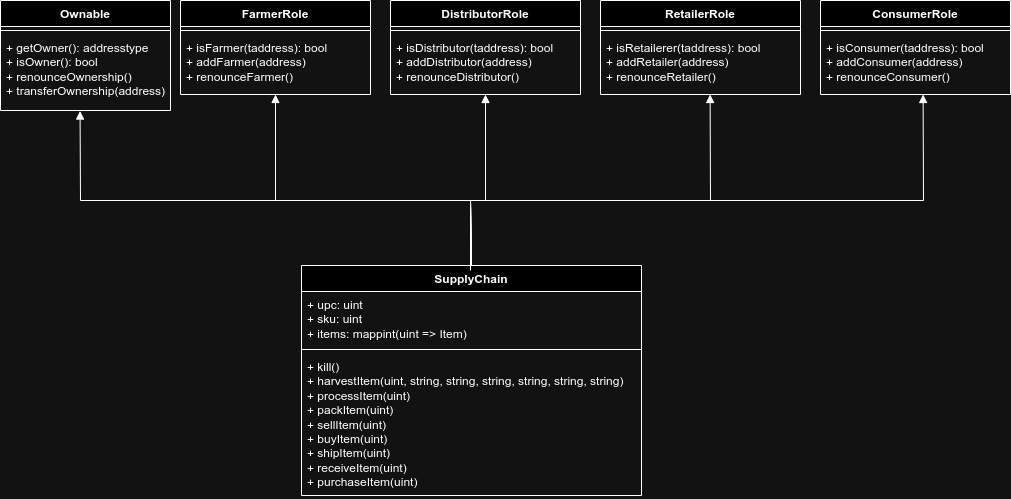 Ownable
+ getOwner(): addresstype
+ isOwner(): bool
+ renounceOwnership()
+ transferOwnership(address)
FarmerRole
+ isFarmer(taddress): bool
+ addFarmer(address)
+ renounceFarmer()
DistributorRole
+ isDistributor(taddress): bool
+ addDistributor(address)
+ renounceDistributor()
RetailerRole
+ isRetailerer(taddress): bool
+ addRetailer(address)
+ renounceRetailer()
ConsumerRole
+ isConsumer(taddress): bool
+ addConsumer(address)
+ renounceConsumer()
SupplyChain
+ upc: uint
+ sku: uint
+ items: mappint(uint => Item)
+ kill()
+ harvestItem(uint, string, string, string, string, string, string)
+ processItem(uint)
+ packItem(uint)
+ sellItem(uint)
+ buyItem(uint)
+ shipItem(uint)
+ receiveItem(uint)
+ purchaseItem(uint)